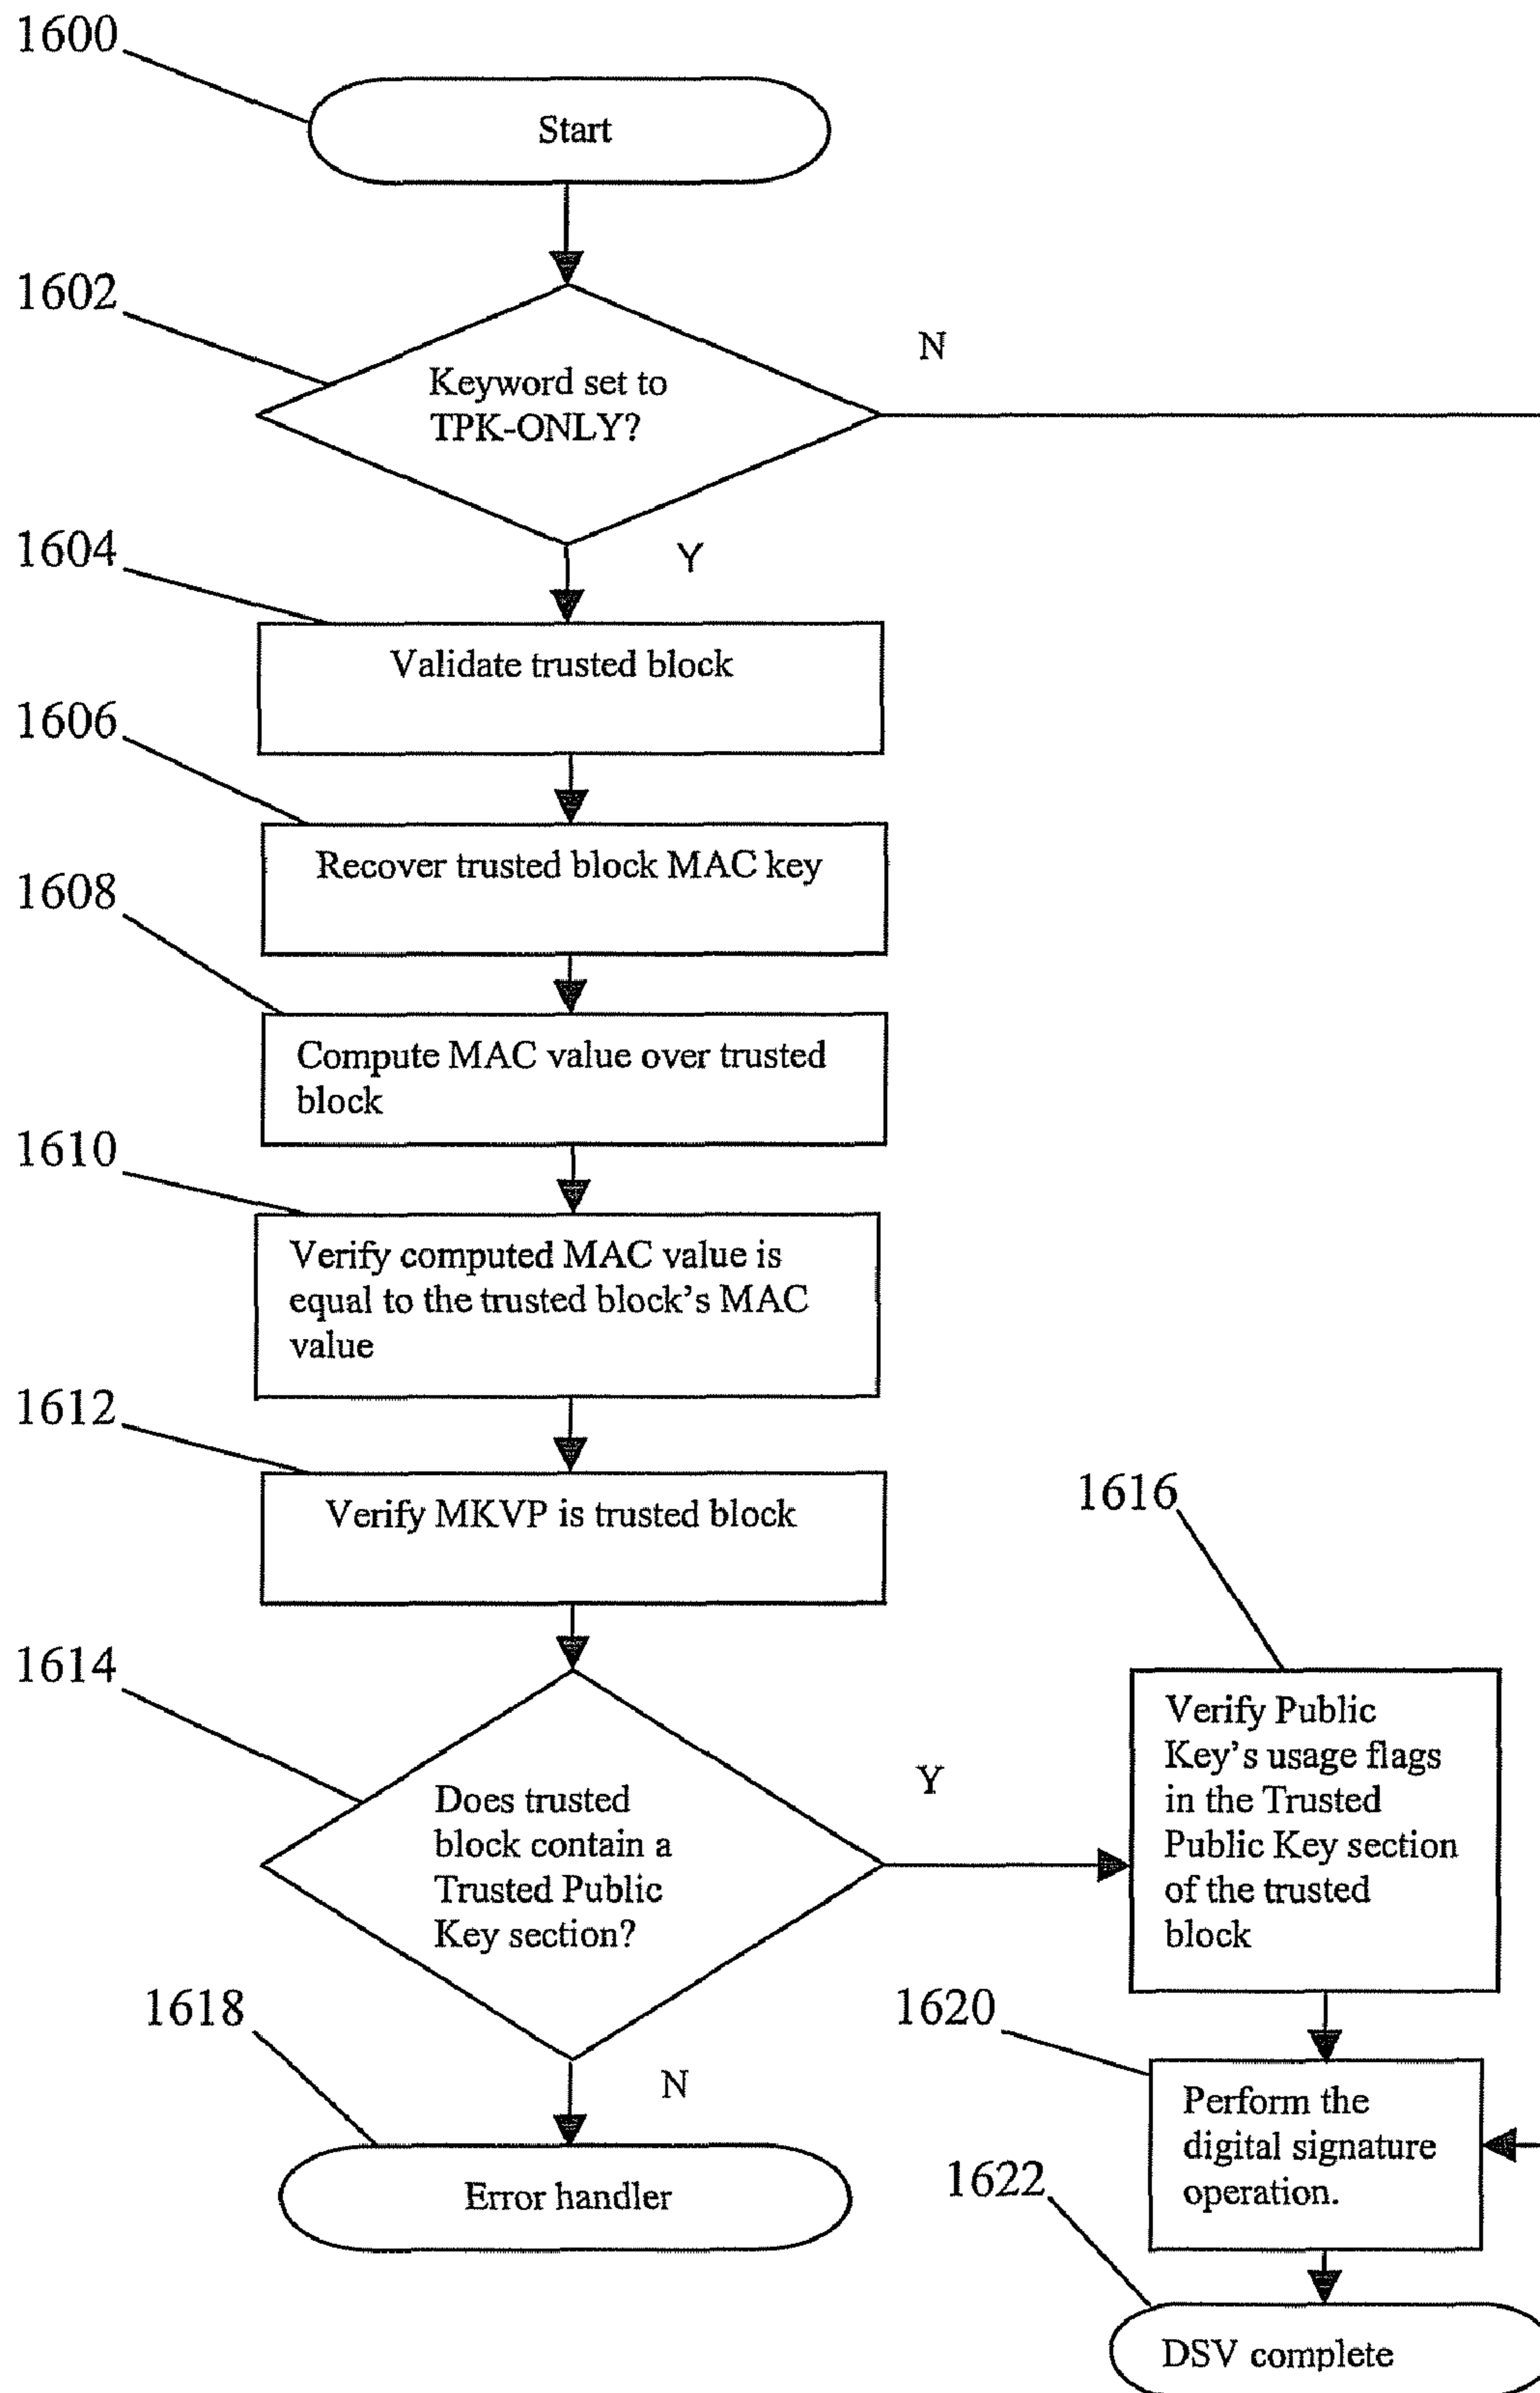 1600
Start
1602
N
Keyword set to
TPK-ONLY?
1604
Y
Validate trusted block
1606
Recover trusted block MAC key
1608
Compute MAC value over trusted
block
1610
Verify computed MAC value is
equal to the trusted block's MAC
value
1612
Verify MKVP is trusted block
1614
Does trusted
block contain a
Trusted Public
Key section?
Y
1616
Verify Public
Key's usage flags
in the Trusted
Public Key section
of the trusted
block
1618
N
Error handler
1620
Perform the
digital signature
operation.
1622
DSV complete